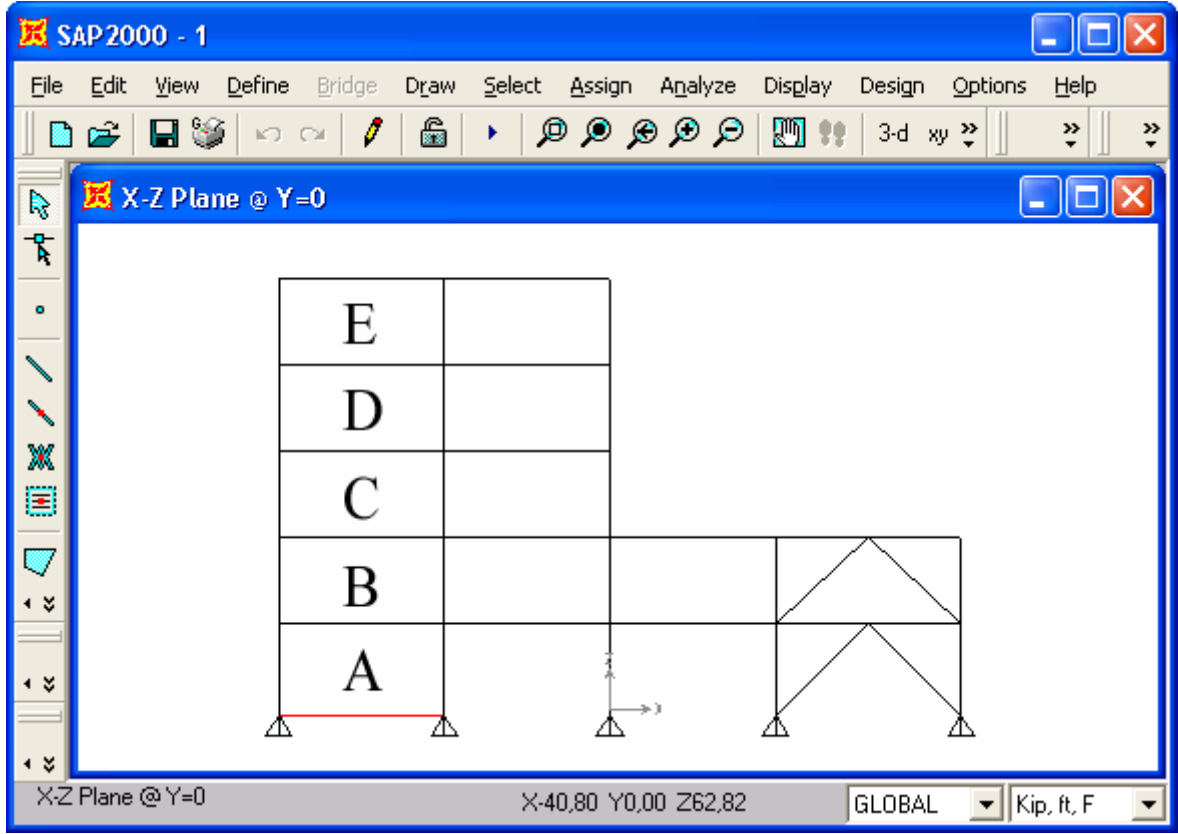 SAP2000 - 1
File Edit View Define Bridge Draw Select Assign Analyze Display Design Options Help
3-d xy
X-Z Plane @ Y=0
E
D
C
B
A
X-Z Plane @ Y=0 X-40,80 Y0,00 Z62,82 GLOBAL Kip, ft, F